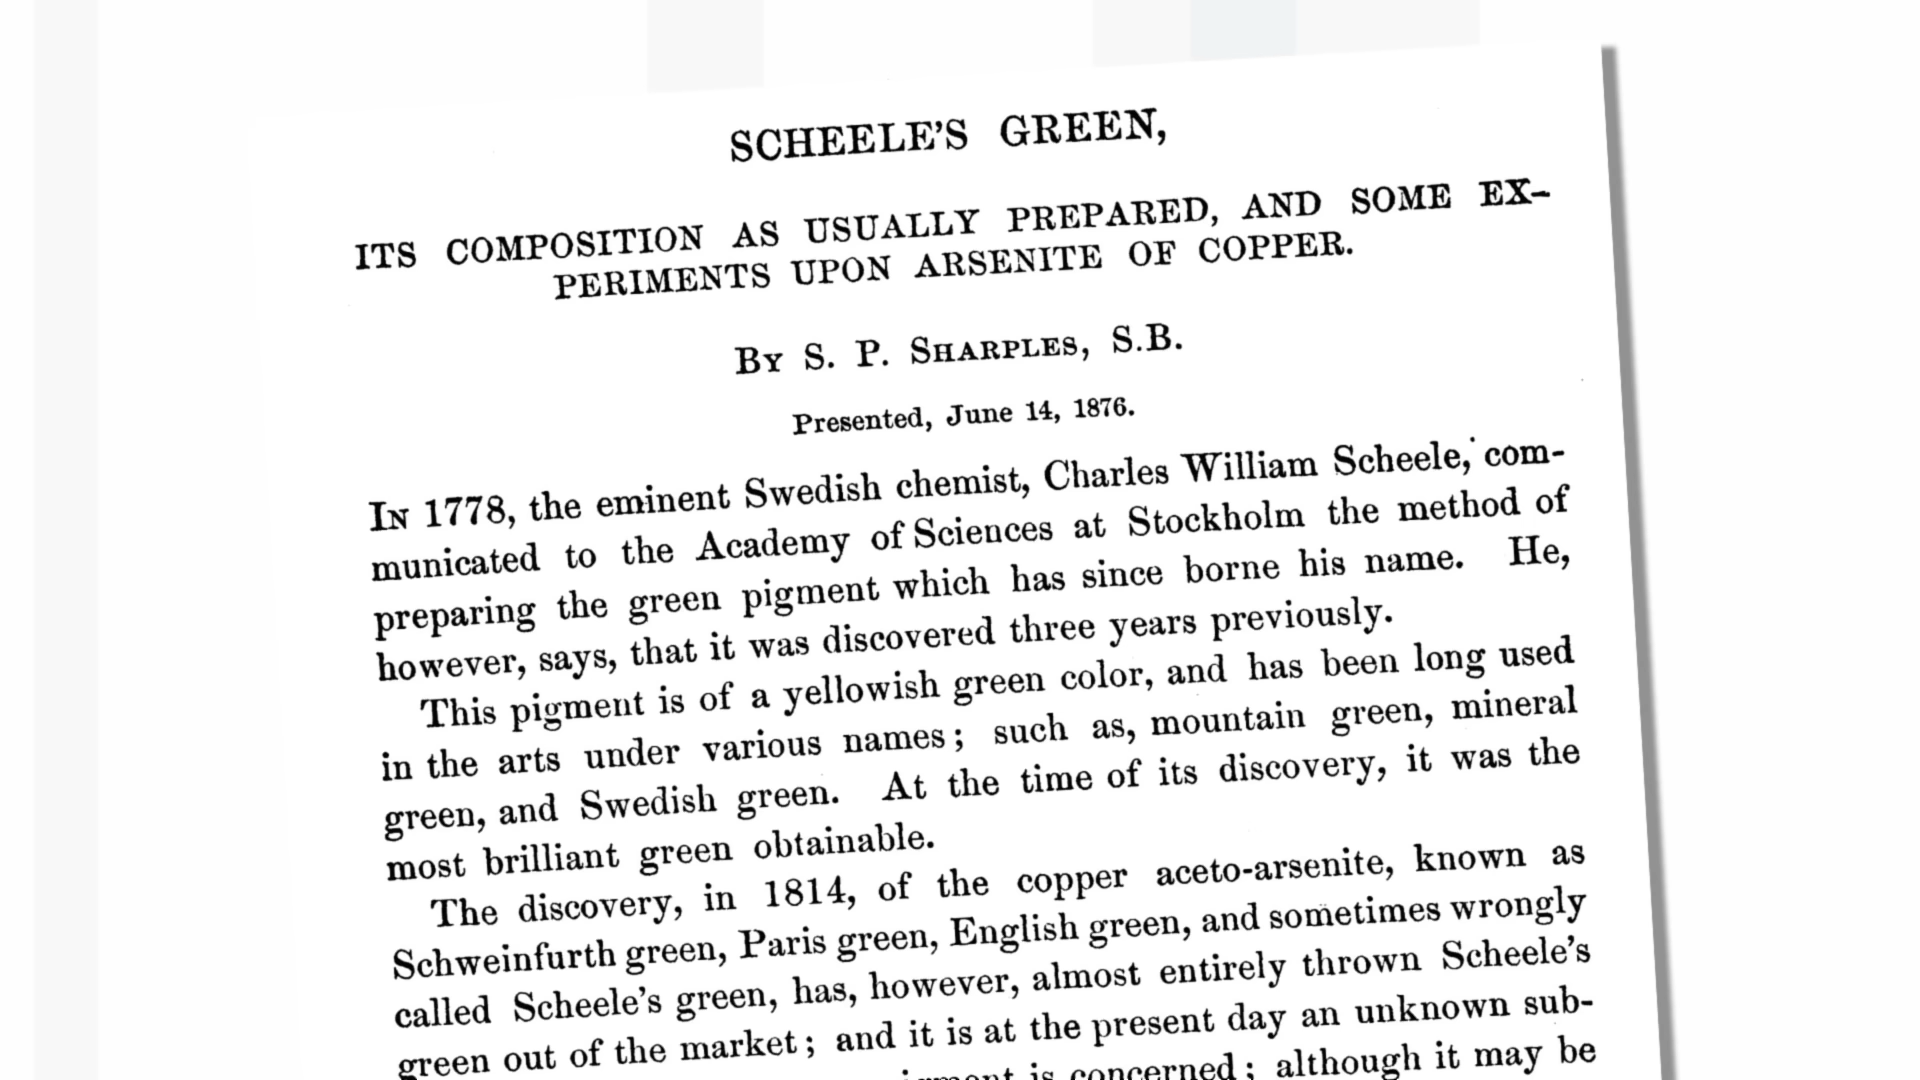 SCHEELE'S GREEN,
ITS COMPOSITION AS USUALLY PREPARED, AND SOME EX-
PERIMENTS UPON ARSENITE OF COPPER.
By S. P. Sharples, S.B.
Presented, June 14, 1876.
In 1778, the eminent Swedish chemist, Charles William Scheele, com-
municated to the Academy of Sciences at Stockholm the method of
preparing the green pigment which has since borne his name. He,
however, says, that it was discovered three years previously.
This pigment is of a yellowish green color, and has been long used
in the arts under various names; such as, mountain green, mineral
green, and Swedish green. At the time of its discovery, it was the
most brilliant green obtainable.
The discovery, in 1814, of the copper aceto-arsenite, known as
Schweinfurth green, Paris green, English green, and sometimes wrongly
called Scheele's green, has, however, almost entirely thrown Scheele's
green out of the market; and it is at the present day an unknown sub-
is concerned; although it may be